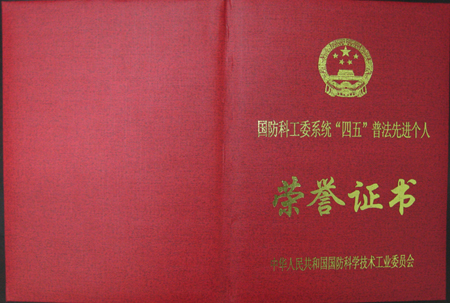 国防科工委系统“四五”普法先进个人
荣誉证书
中华人民共和国国防科学技术工业委员会